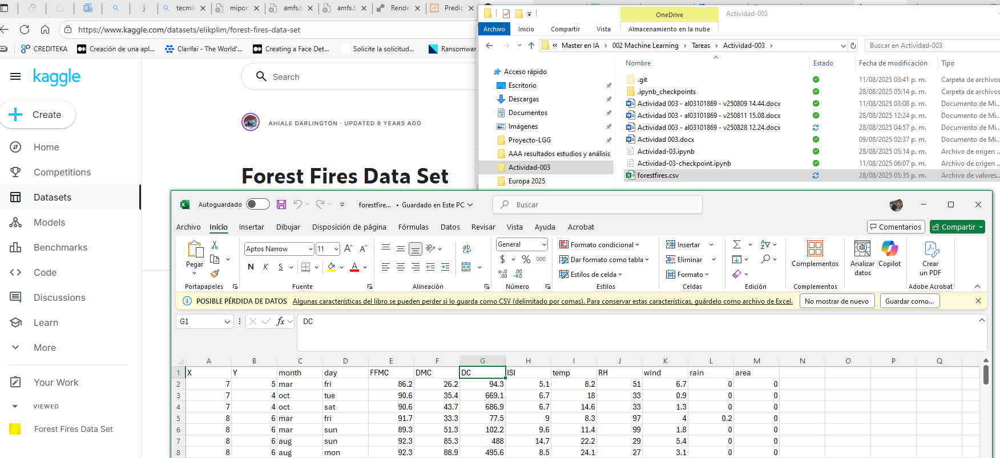 tecmil
mipor
amfs.t
amfs.t
Rende
Predic
https://www.kaggle.com/datasets/elikplim/forest-fires-data-set
CREDITEKA
Creación de una apl...
Clarifai - The World'...
Creating a Face Det...
Solicite la solicitud...
Ransomwar
kaggle
Search
Create
Home
Competitions
Datasets
Models
Benchmarks
Code
Discussions
Learn
More
Your Work
VIEWED
Forest Fires Data Set
AHIALE DARLINGTON · UPDATED 8 YEARS AGO
Forest Fires Data Set
OneDrive
Actividad-003
Archivo Inicio Compartir Vista Almacenamiento en la nube
« Master en IA > 002 Machine Learning > Tareas > Actividad-003 >
Buscar en Actividad-003
Acceso rápido
Escritorio
Descargas
Documentos
Imágenes
Proyecto-LGG
AAA resultados estudios y análisis
Actividad-003
Europa 2025
Nombre Estado Fecha de modificación Tipo
.git 11/08/2025 03:41 p. m. Carpeta de archivos
.ipynb_checkpoints 28/08/2025 05:14 p. m. Carpeta de archivos
Actividad 003 - al03101869 - v250809 14.44.docx 11/08/2025 03:08 p. m. Documento de Mi...
Actividad 003 - al03101869 - v250811 15.08.docx 28/08/2025 12:24 p. m. Documento de Mi...
Actividad 003 - al03101869 - v250828 12.24.docx 28/08/2025 04:57 p. m. Documento de Mi...
Actividad 003.docx 09/08/2025 02:37 p. m. Documento de Mi...
Actividad-03.ipynb 28/08/2025 05:14 p. m. Archivo de origen ...
Actividad-03-checkpoint.ipynb 11/08/2025 06:07 p. m. Archivo de origen ...
forestfires.csv 28/08/2025 05:35 p. m. Archivo de valores...
Autoguardado
forestfire... • Guardado en Este PC
Buscar
Archivo Inicio Insertar Dibujar Disposición de página Fórmulas Datos Revisar Vista Ayuda Acrobat
Comentarios
Compartir
Pegar
Portapapeles
Aptos Narrow 11
N K S
Fuente
Alineación
General
$ % 000
Número
Formato condicional
Dar formato como tabla
Estilos de celda
Estilos
Insertar
Eliminar
Formato
Celdas
Edición
Complementos
Complementos
Analizar datos
Copilot
Crear un PDF
Adobe Acrobat
POSIBLE PÉRDIDA DE DATOS Algunas características del libro se pueden perder si lo guarda como CSV (delimitado por comas). Para conservar estas características, guárdelo como archivo de Excel. No mostrar de nuevo Guardar como...
G1 fx DC
A B C D E F G H I J K L M N O P Q
1 X Y month day FFMC DMC DC ISI temp RH wind rain area
2 7 5 mar fri 86.2 26.2 94.3 5.1 8.2 51 6.7 0 0
3 7 4 oct tue 90.6 35.4 669.1 6.7 18 33 0.9 0 0
4 7 4 oct sat 90.6 43.7 686.9 6.7 14.6 33 1.3 0 0
5 8 6 mar fri 91.7 33.3 77.5 9 8.3 97 4 0.2 0
6 8 6 mar sun 89.3 51.3 102.2 9.6 11.4 99 1.8 0 0
7 8 6 aug sun 92.3 85.3 488 14.7 22.2 29 5.4 0 0
8 8 6 aug mon 92.3 88.9 495.6 8.5 24.1 27 3.1 0 0